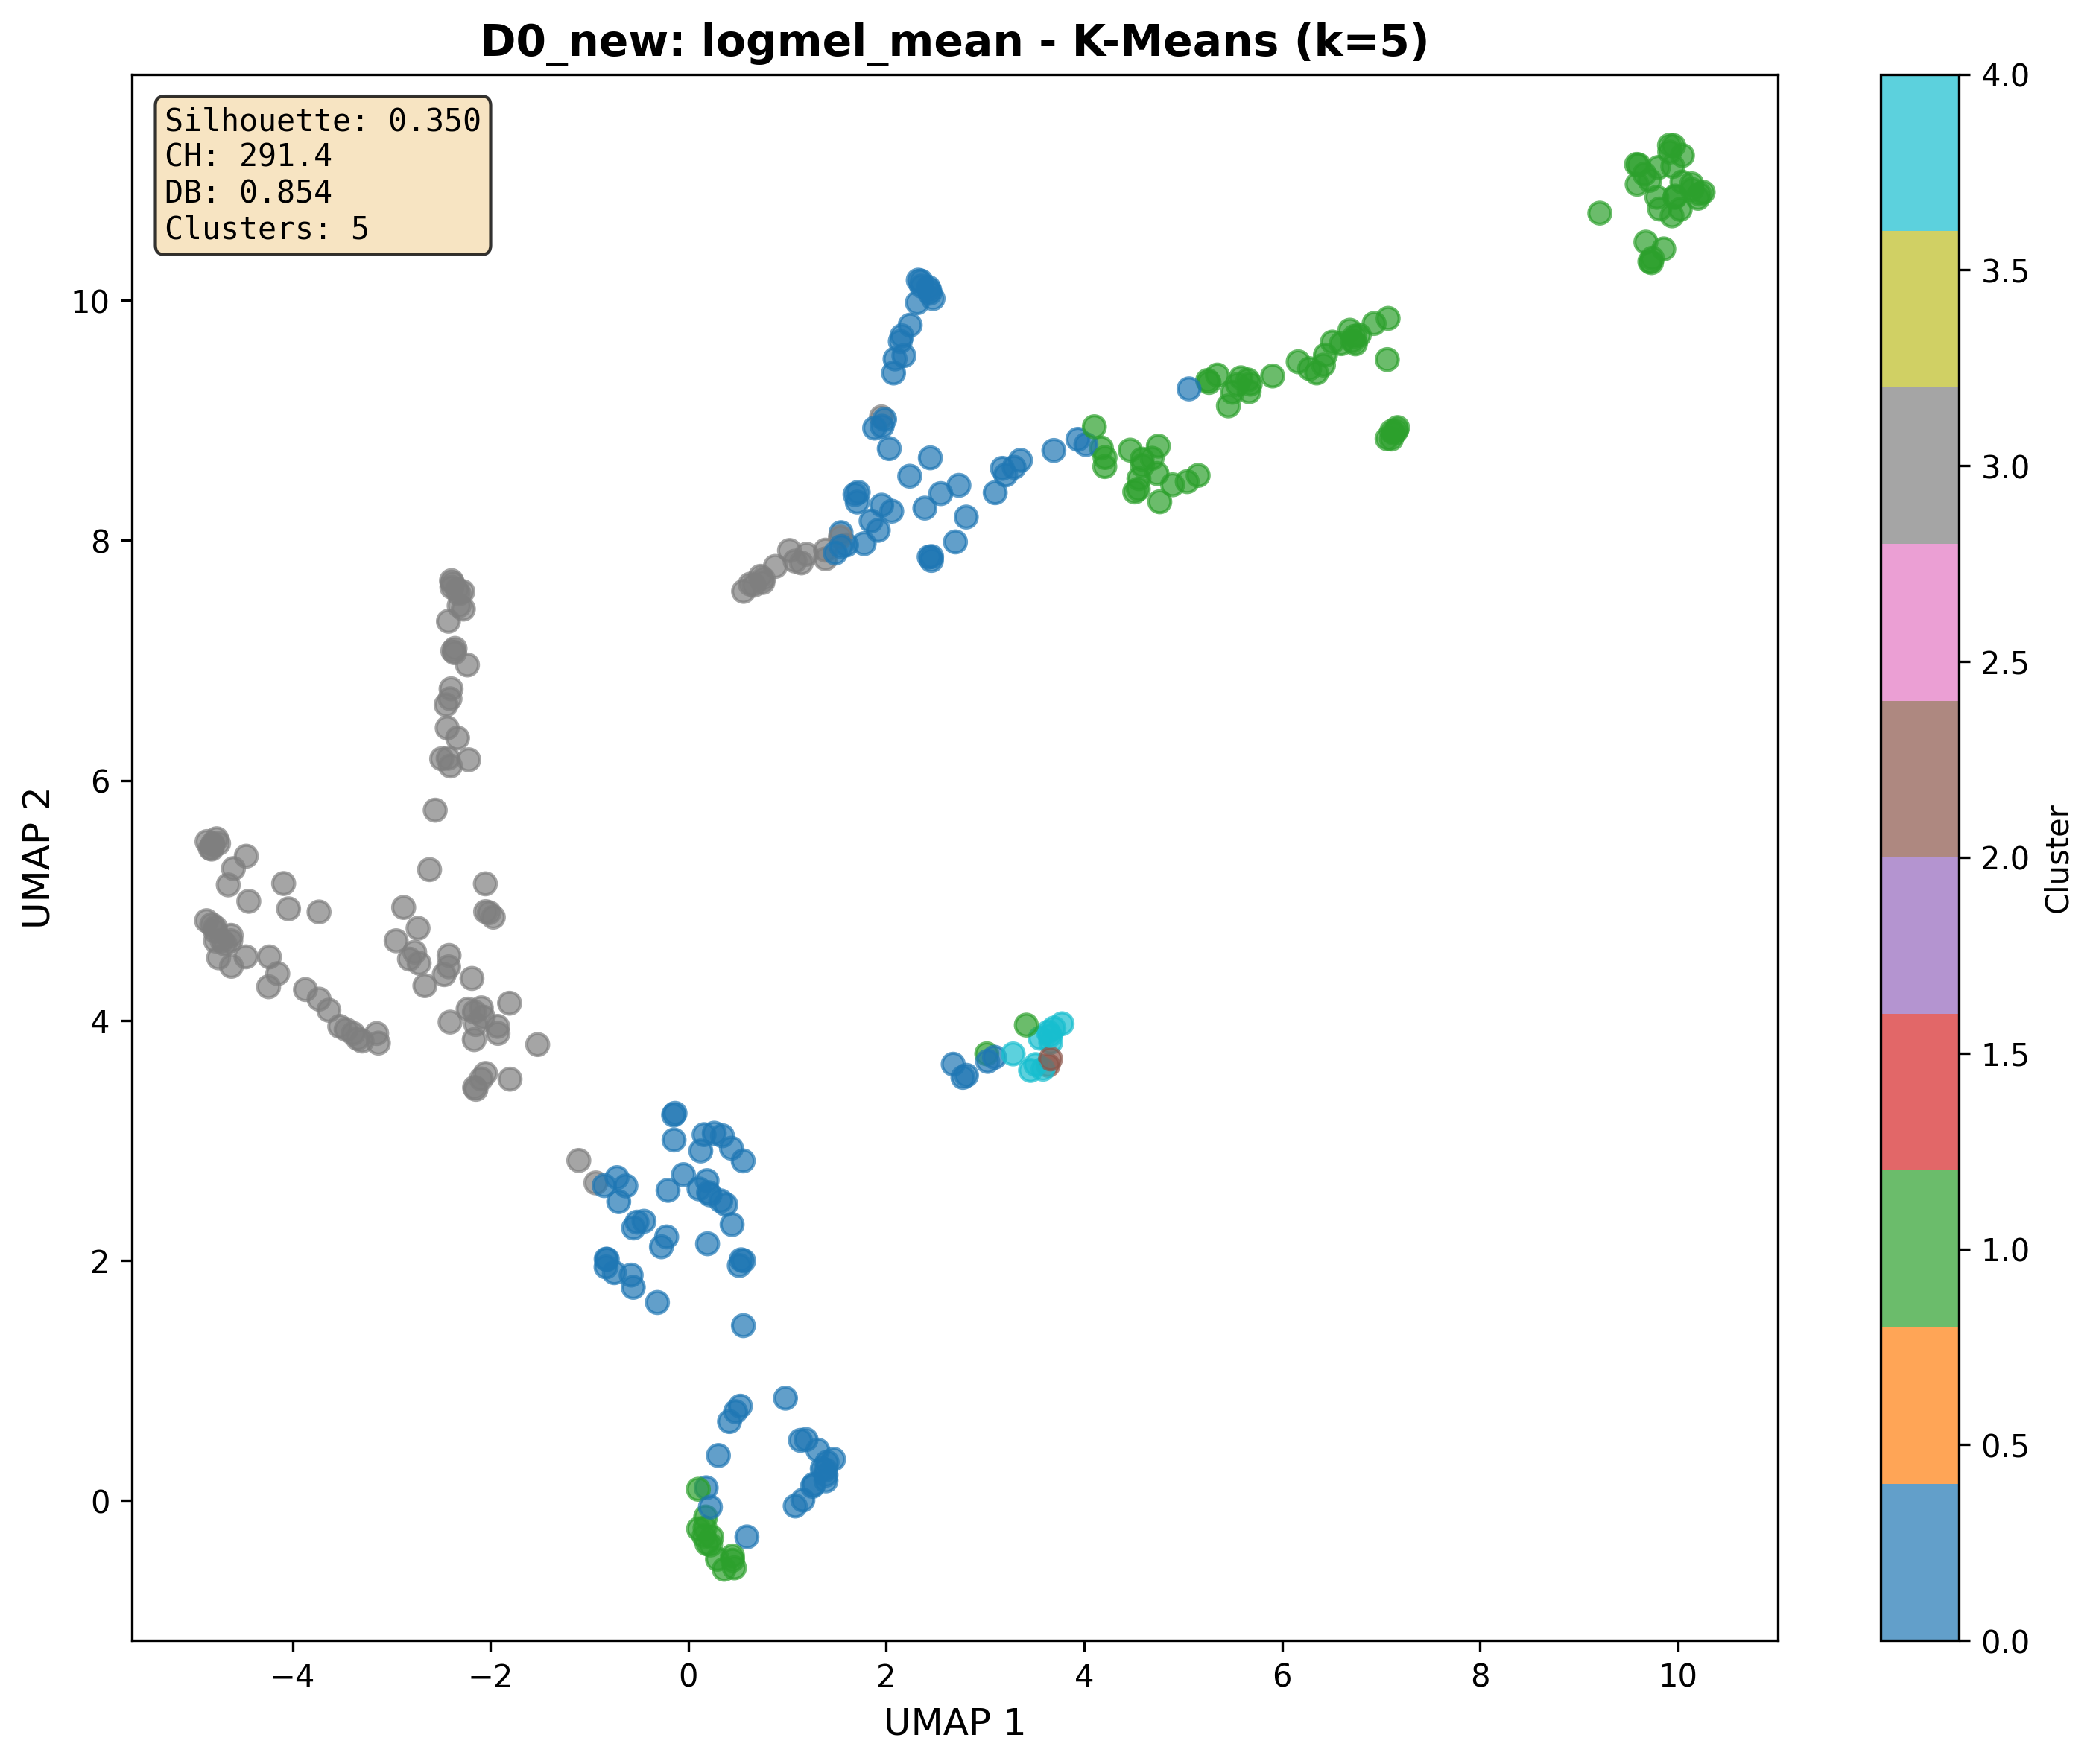 D0_new: logmel_mean - K-Means (k=5)
Silhouette: 0.350
CH: 291.4
DB: 0.854
Clusters: 5
10
8
6
4
2
0
UMAP 2
−4
−2
0
2
4
6
8
10
UMAP 1
4.0
3.5
3.0
2.5
2.0
1.5
1.0
0.5
0.0
Cluster